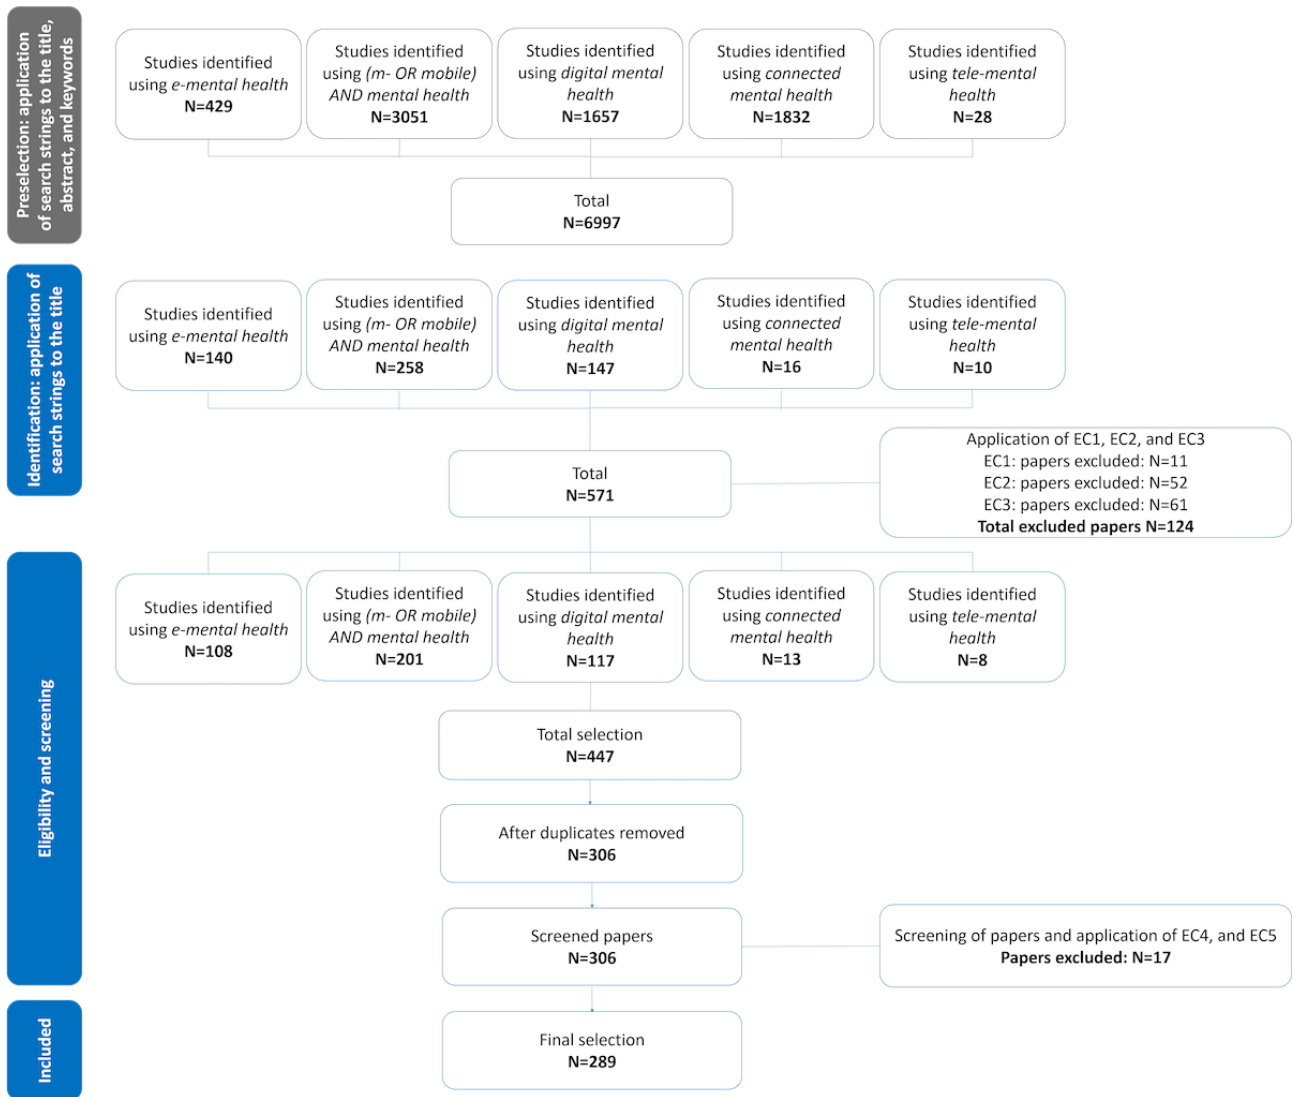 Preselection: application
of search strings to the title,
abstract, and keywords
Studies identified
using e-mental health
N=429
Studies identified
using (m- OR mobile)
AND mental health
N=3051
Studies identified
using digital mental
health
N=1657
Studies identified
using connected
mental health
N=1832
Studies identified
using tele-mental
health
N=28
Total
N=6997
Identification: application of
search strings to the title
Studies identified
using e-mental health
N=140
Studies identified
using (m- OR mobile)
AND mental health
N=258
Studies identified
using digital mental
health
N=147
Studies identified
using connected
mental health
N=16
Studies identified
using tele-mental
health
N=10
Total
N=571
Application of EC1, EC2, and EC3
EC1: papers excluded: N=11
EC2: papers excluded: N=52
EC3: papers excluded: N=61
Total excluded papers N=124
Eligibility and screening
Studies identified
using e-mental health
N=108
Studies identified
using (m- OR mobile)
AND mental health
N=201
Studies identified
using digital mental
health
N=117
Studies identified
using connected
mental health
N=13
Studies identified
using tele-mental
health
N=8
Total selection
N=447
After duplicates removed
N=306
Screened papers
N=306
Screening of papers and application of EC4, and EC5
Papers excluded: N=17
Included
Final selection
N=289